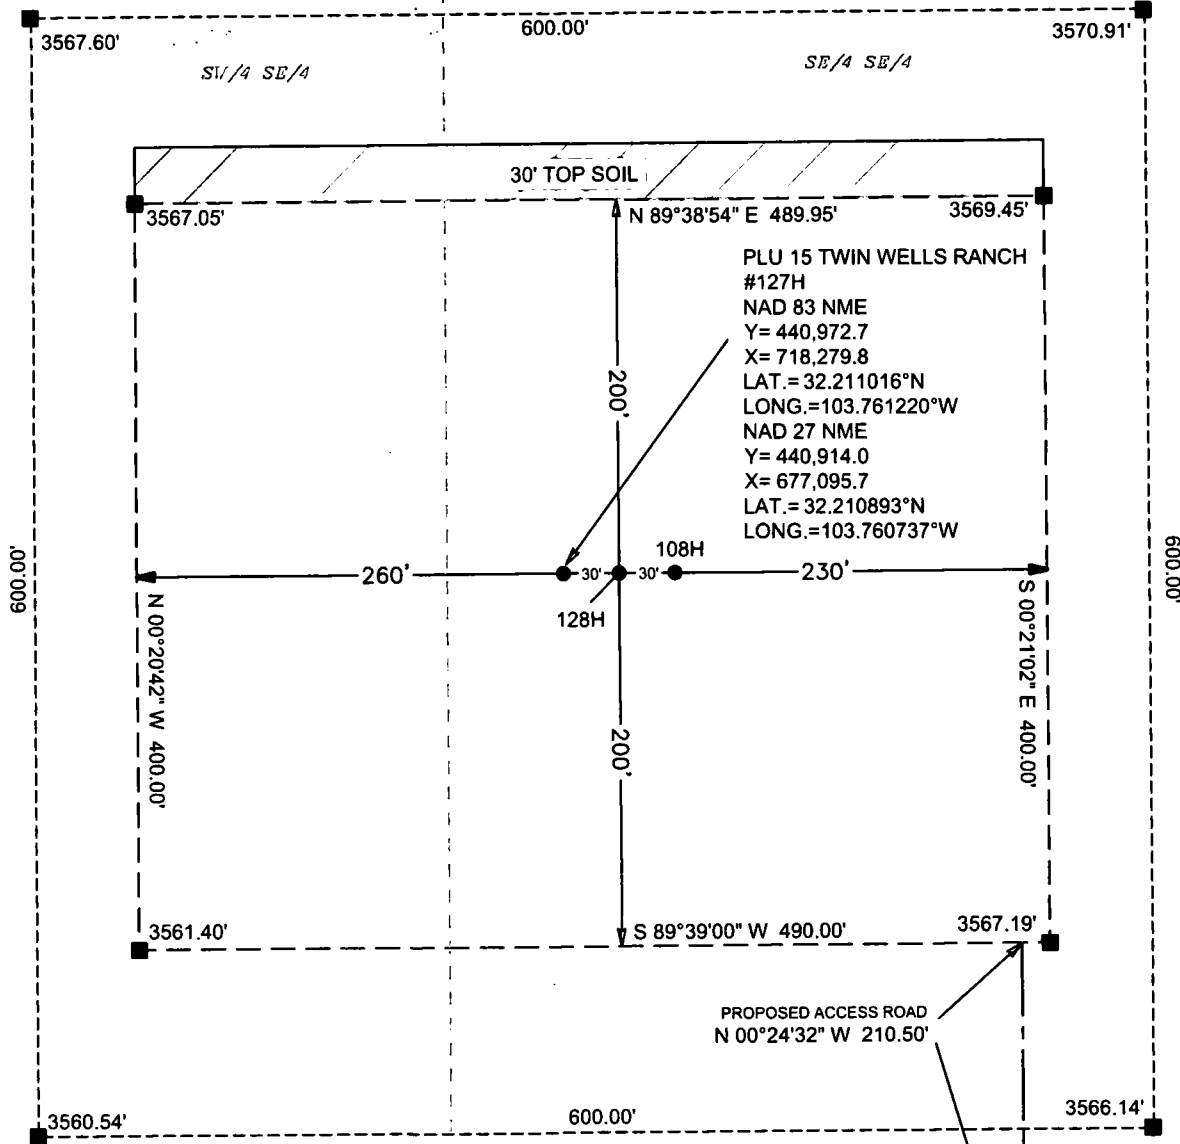 600.00'
3567.60'
3570.91'
SW/4 SE/4
SE/4 SE/4
30' TOP SOIL
3567.05'
N 89°38'54" E 489.95'
3569.45'
PLU 15 TWIN WELLS RANCH
#127H
NAD 83 NME
Y= 440,972.7
X= 718,279.8
LAT.= 32.211016°N
LONG.=103.761220°W
NAD 27 NME
Y= 440,914.0
X= 677,095.7
LAT.= 32.210893°N
LONG.=103.760737°W
200'
600.00'
600.00'
108H
260'
30'
30'
230'
128H
N 00°20'42" W 400.00'
S 00°21'02" E 400.00'
200'
3561.40'
S 89°39'00" W 490.00'
3567.19'
PROPOSED ACCESS ROAD
N 00°24'32" W 210.50'
3560.54'
600.00'
3566.14'